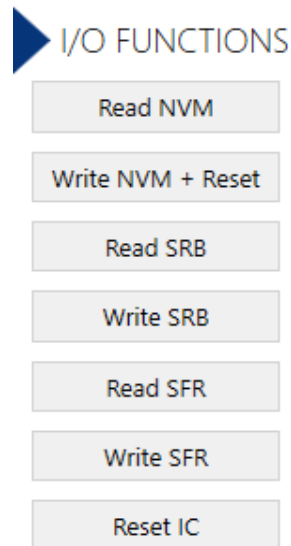 I/O FUNCTIONS
Read NVM
Write NVM + Reset
Read SRB
Write SRB
Read SFR
Write SFR
Reset IC